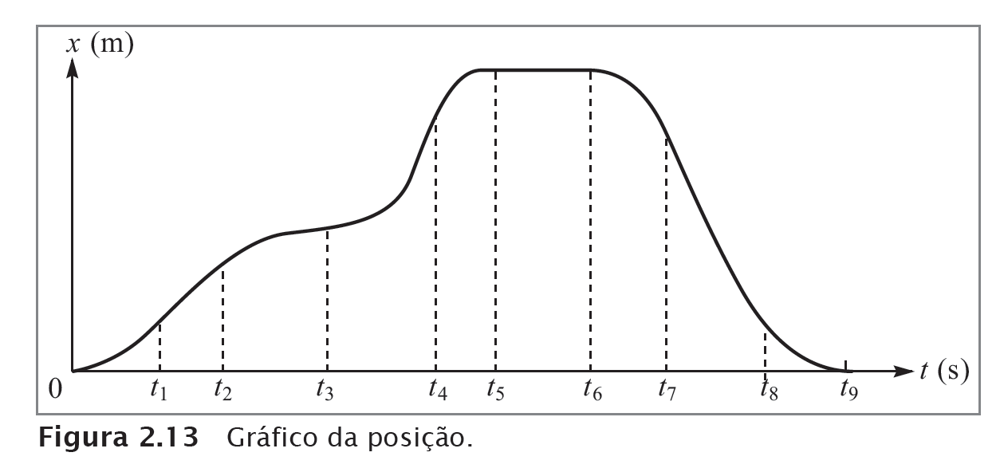 x (m)
0 t₁ t₂ t₃ t₄ t₅ t₆ t₇ t₈ t₉ t (s)
Figura 2.13 Gráfico da posição.